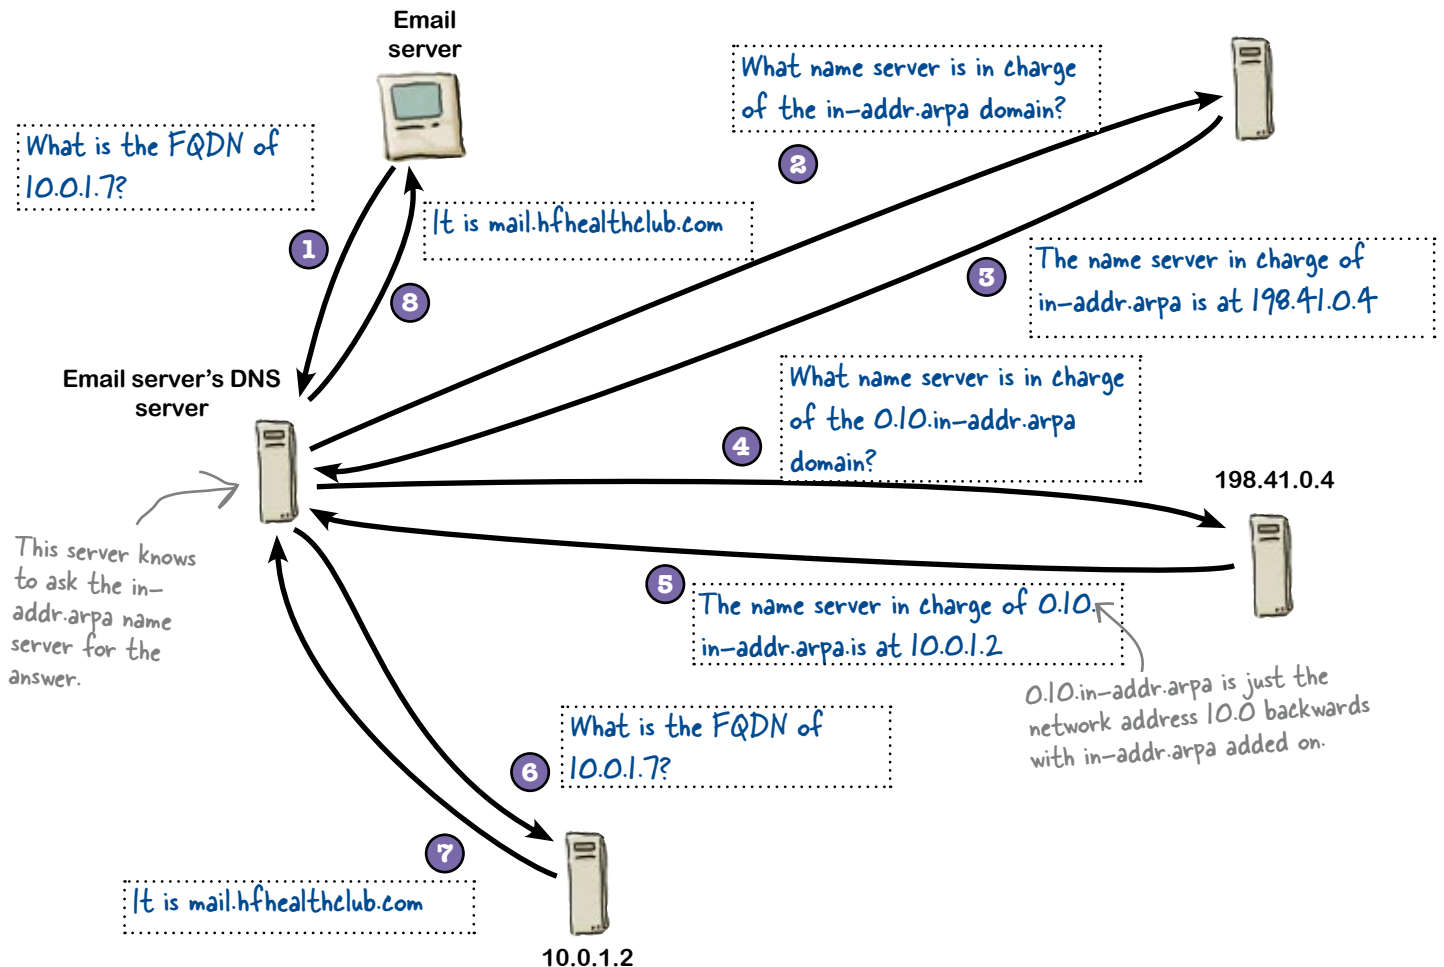 Email
server
What is the FQDN of
10.0.1.7?
1
It is mail.hfhealthclub.com
8
What name server is in charge
of the in-addr.arpa domain?
2
3
The name server in charge of
in-addr.arpa is at 198.41.0.4
Email server's DNS
server
What name server is in charge
of the 0.10.in-addr.arpa
domain?
4
198.41.0.4
This server knows
to ask the in-
addr.arpa name
server for the
answer.
5
The name server in charge of 0.10.
in-addr.arpa.is at 10.0.1.2
0.10.in-addr.arpa is just the
network address 10.0 backwards
with in-addr.arpa added on.
What is the FQDN of
10.0.1.7?
6
7
It is mail.hfhealthclub.com
10.0.1.2